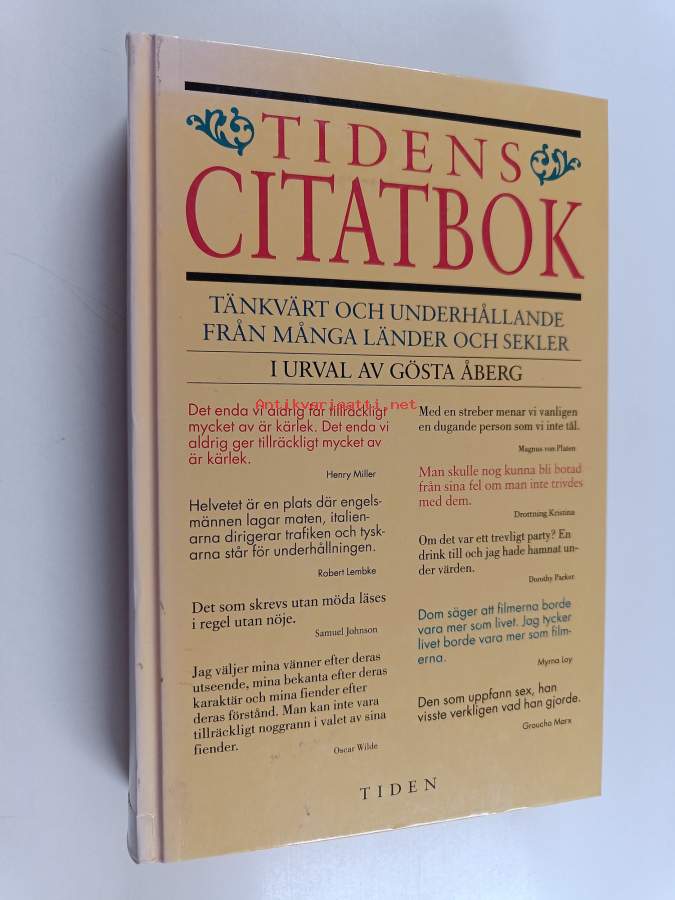 TIDENS
CITATBOK
TÄNKVÄRT OCH UNDERHÅLLANDE
FRÅN MÅNGA LÄNDER OCH SEKLER
I URVAL AV GÖSTA ÅBERG
Antikvariaatti.net
Det enda vi aldrig får tillräckligt
mycket av är kärlek. Det enda vi
aldrig ger tillräckligt mycket av
är kärlek.
Henry Miller
Helvetet är en plats där engels-
männen lagar maten, italien-
arna dirigerar trafiken och tysk-
arna står för underhållningen.
Robert Lembke
Det som skrevs utan möda läses
i regel utan nöje.
Samuel Johnson
Jag väljer mina vänner efter deras
utseende, mina bekanta efter deras
karaktär och mina fiender efter
deras förstånd. Man kan inte vara
tillräckligt noggrann i valet av sina
fiender.
Oscar Wilde
Med en streber menar vi vanligen
en dugande person som vi inte tål.
Magnus von Platen
Man skulle nog kunna bli botad
från sina fel om man inte trivdes
med dem.
Drottning Kristina
Om det var ett trevligt party? En
drink till och jag hade hamnat un-
der värden.
Dorothy Parker
Dom säger att filmerna borde
vara mer som livet. Jag tycker
livet borde vara mer som film-
erna.
Myrna Loy
Den som uppfann sex, han
visste verkligen vad han gjorde.
Groucho Marx
TIDEN